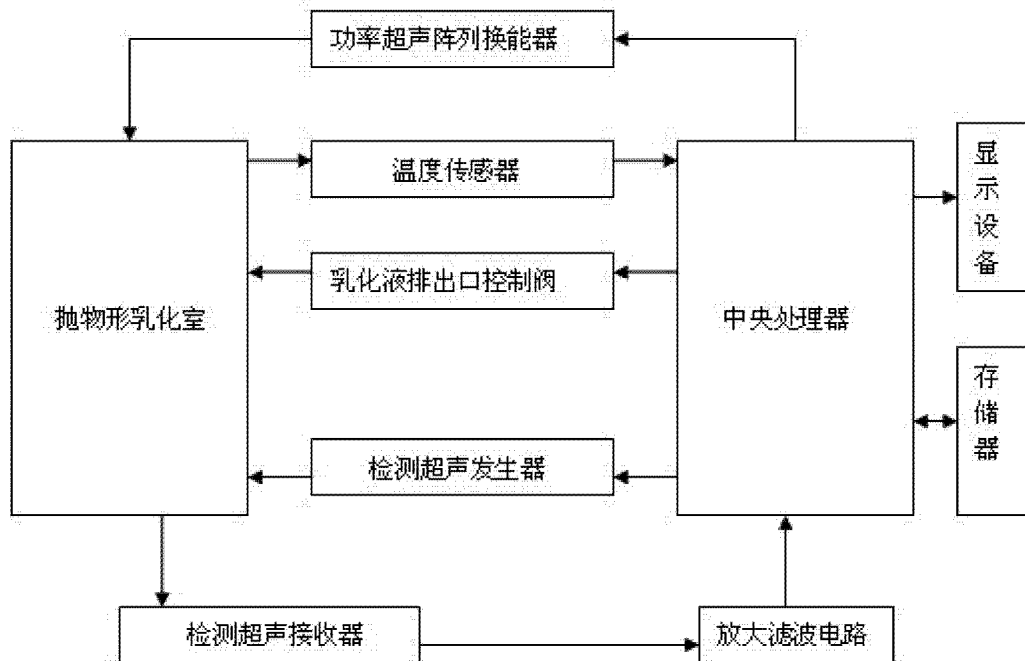 功率超声阵列换能器
温度传感器
乳化液排出口控制阀
抛物形乳化室
中央处理器
显示设备
存储器
检测超声发生器
检测超声接收器
放大滤波电路